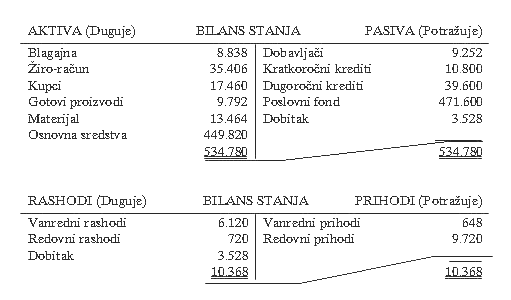 AKTIVA (Duguje) BILANS STANJA PASIVA (Potražuje)
Blagajna 8.838 Dobavljači 9.252
Žiro-račun 35.406 Kratkoročni krediti 10.800
Kupci 17.460 Dugoročni krediti 39.600
Gotovi proizvodi 9.792 Poslovni fond 471.600
Materijal 13.464 Dobitak 3.528
Osnovna sredstva 449.820
534.780 534.780
RASHODI (Duguje) BILANS STANJA PRIHODI (Potražuje)
Vanredni rashodi 6.120 Vanredni prihodi 648
Redovni rashodi 720 Redovni prihodi 9.720
Dobitak 3.528
10.368 10.368